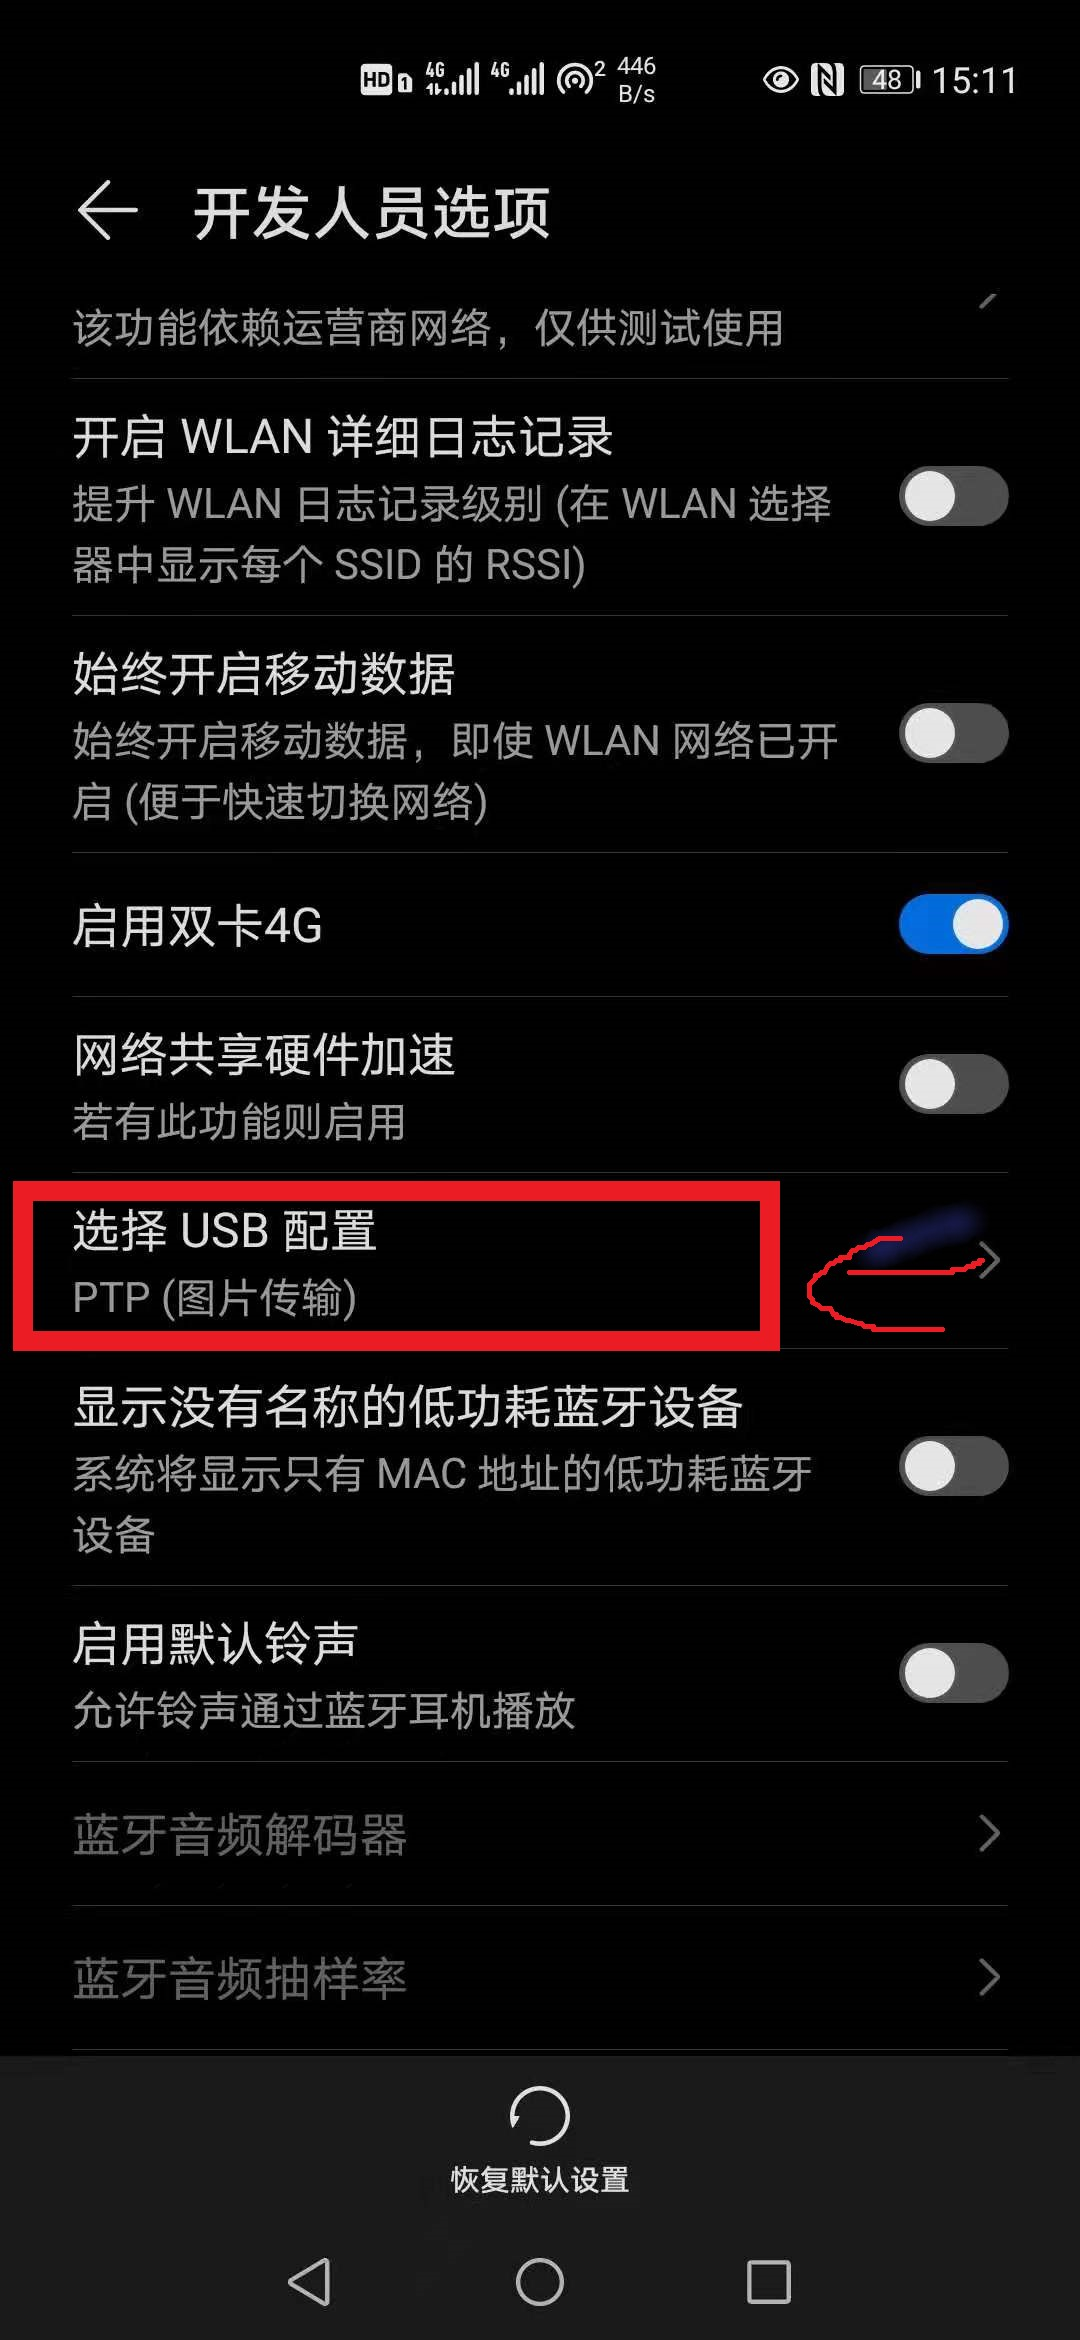 HD 1 4G 4G 2 446 B/s 48 15:11
开发人员选项
该功能依赖运营商网络，仅供测试使用
开启 WLAN 详细日志记录
提升 WLAN 日志记录级别 (在 WLAN 选择
器中显示每个 SSID 的 RSSI)
始终开启移动数据
始终开启移动数据，即使 WLAN 网络已开
启 (便于快速切换网络)
启用双卡4G
网络共享硬件加速
若有此功能则启用
选择 USB 配置
PTP (图片传输)
显示没有名称的低功耗蓝牙设备
系统将显示只有 MAC 地址的低功耗蓝牙
设备
启用默认铃声
允许铃声通过蓝牙耳机播放
蓝牙音频解码器
蓝牙音频抽样率
恢复默认设置